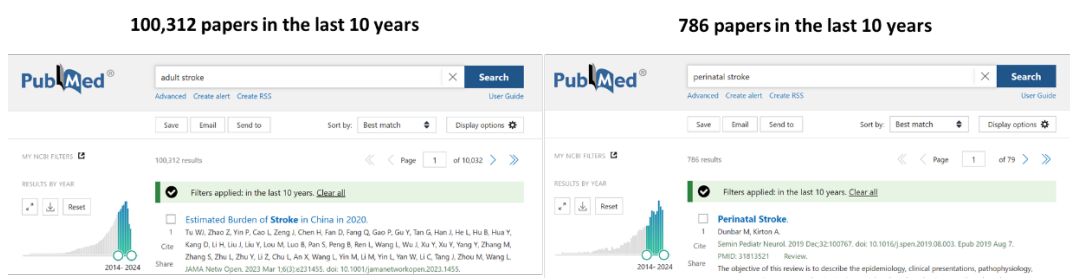 100,312 papers in the last 10 years
PubMed®
adult stroke
Search
Advanced Create alert Create RSS
User Guide
Save Email Send to
Sort by: Best match
Display options
MY NCBI FILTERS
100,312 results
Page 1 of 10,032
RESULTS BY YEAR
Filters applied: in the last 10 years. Clear all
Reset
Estimated Burden of Stroke in China in 2020.
1
Tu WJ, Zhao Z, Yin P, Cao L, Zeng J, Chen H, Fan D, Fang Q, Gao P, Gu Y, Tan G, Han J, He L, Hu B, Hua Y,
Cite
Kang D, Li H, Liu J, Liu Y, Lou M, Luo B, Pan S, Peng B, Ren L, Wang L, Wu J, Xu Y, Xu Y, Yang Y, Zhang M,
Zhang S, Zhu L, Zhu Y, Li Z, Chu L, An X, Wang L, Yin M, Li M, Yin L, Yan W, Li C, Tang J, Zhou M, Wang L.
Share
JAMA Netw Open. 2023 Mar 1;6(3):e231455. doi: 10.1001/jamanetworkopen.2023.1455.
2014-2024
786 papers in the last 10 years
PubMed®
perinatal stroke
Search
Advanced Create alert Create RSS
User Guide
Save Email Send to
Sort by: Best match
Display options
MY NCBI FILTERS
786 results
Page 1 of 79
RESULTS BY YEAR
Filters applied: in the last 10 years. Clear all
Reset
Perinatal Stroke.
1
Dunbar M, Kirton A.
Cite
Semin Pediatr Neurol. 2019 Dec;32:100767. doi: 10.1016/j.spen.2019.08.003. Epub 2019 Aug 7.
PMID: 31813521 Review.
Share
The objective of this review is to describe the epidemiology, clinical presentations, pathophysiology,
2014-2024